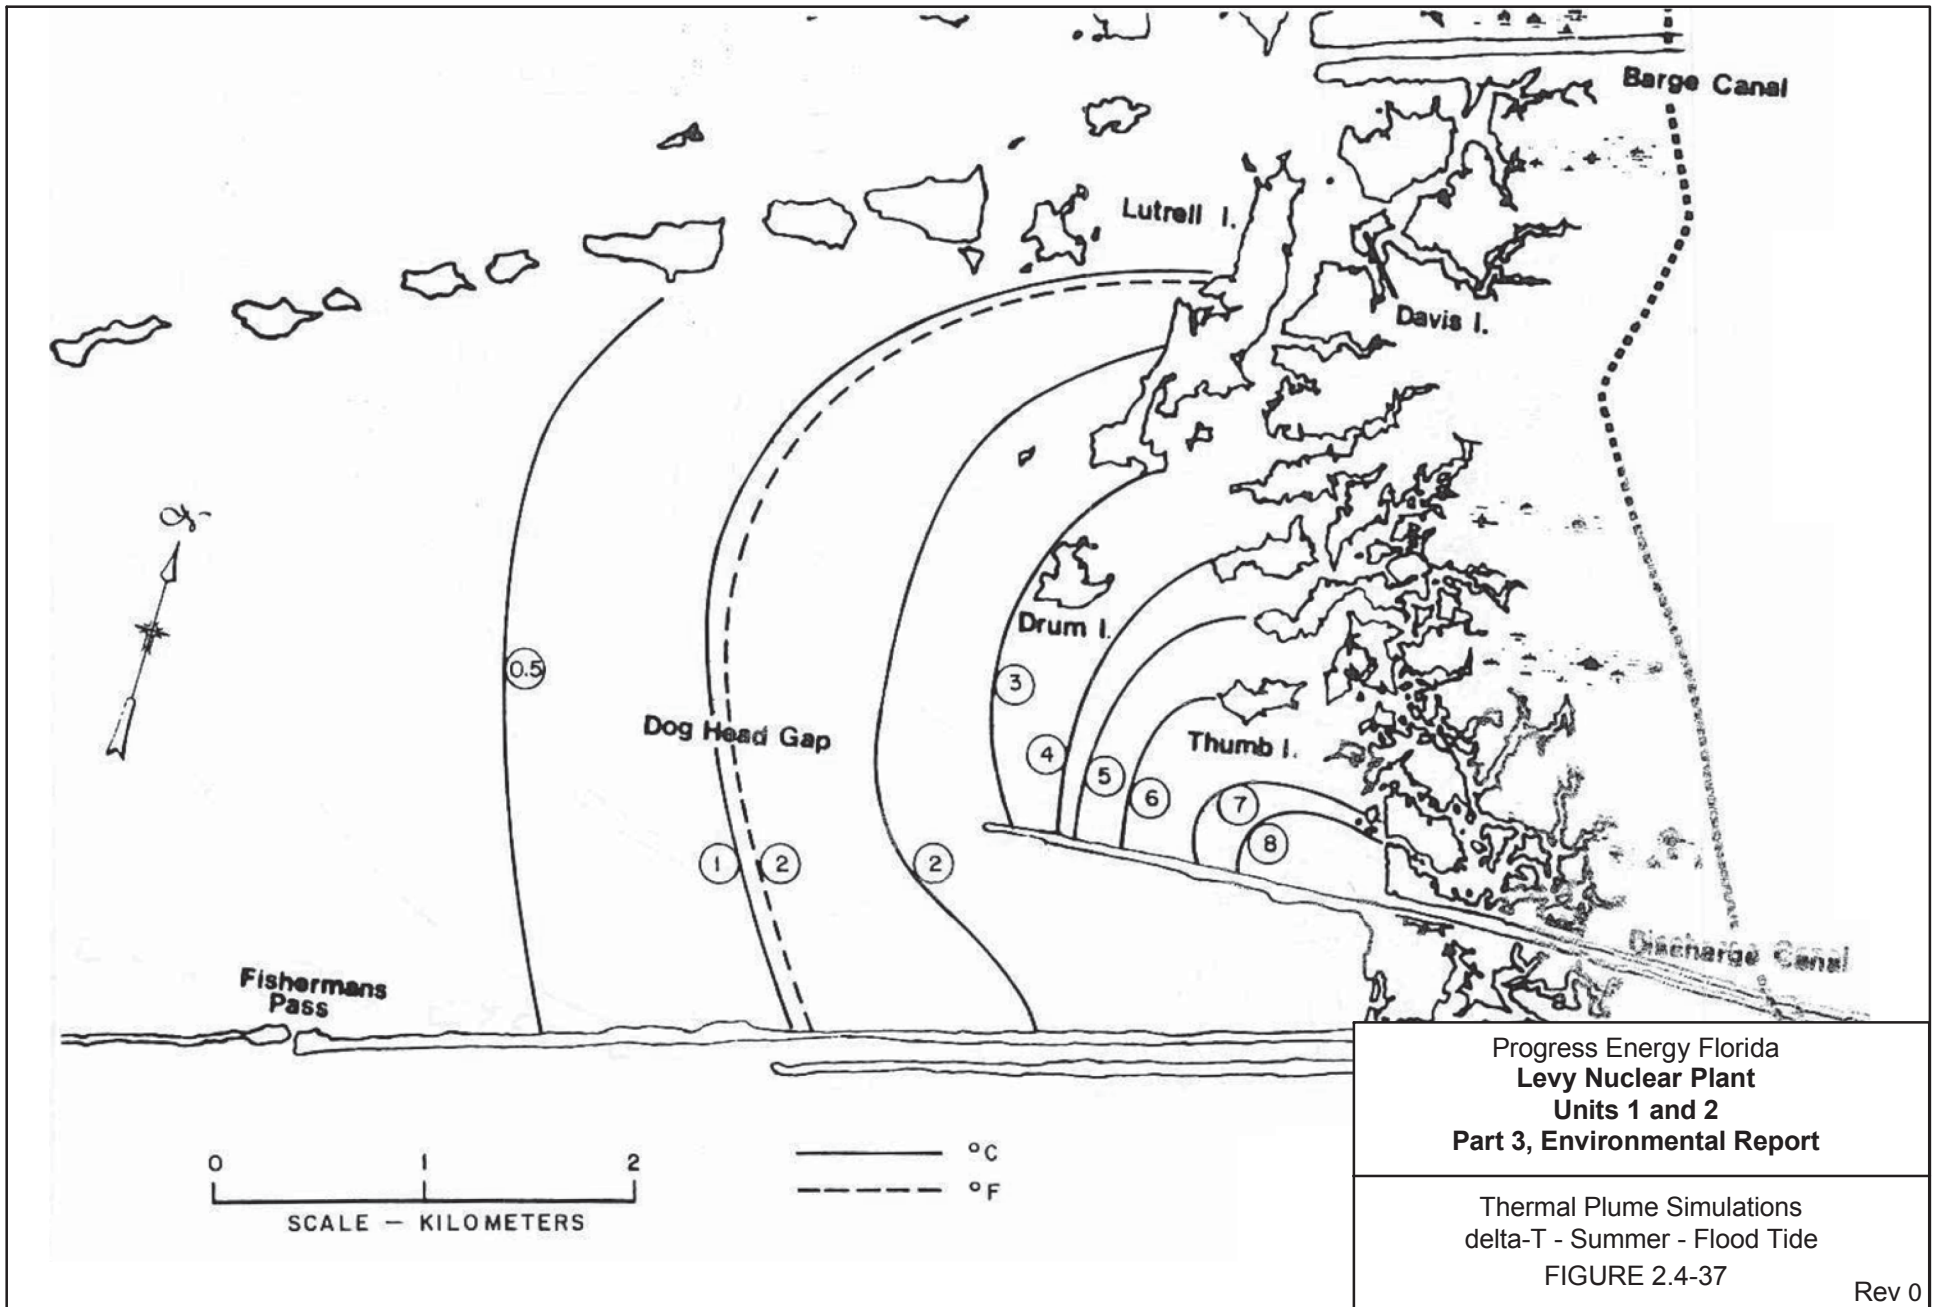 Barge Canal
Lutrell I.
Davis I.
Drum I.
0.5
3
Dog Head Gap
Thumb I.
4
5
6
7
8
1
2
2
Discharge Canal
Fishermans
Pass
0 1 2
SCALE — KILOMETERS
°C
°F
Progress Energy Florida
Levy Nuclear Plant
Units 1 and 2
Part 3, Environmental Report
Thermal Plume Simulations
delta-T - Summer - Flood Tide
FIGURE 2.4-37
Rev 0